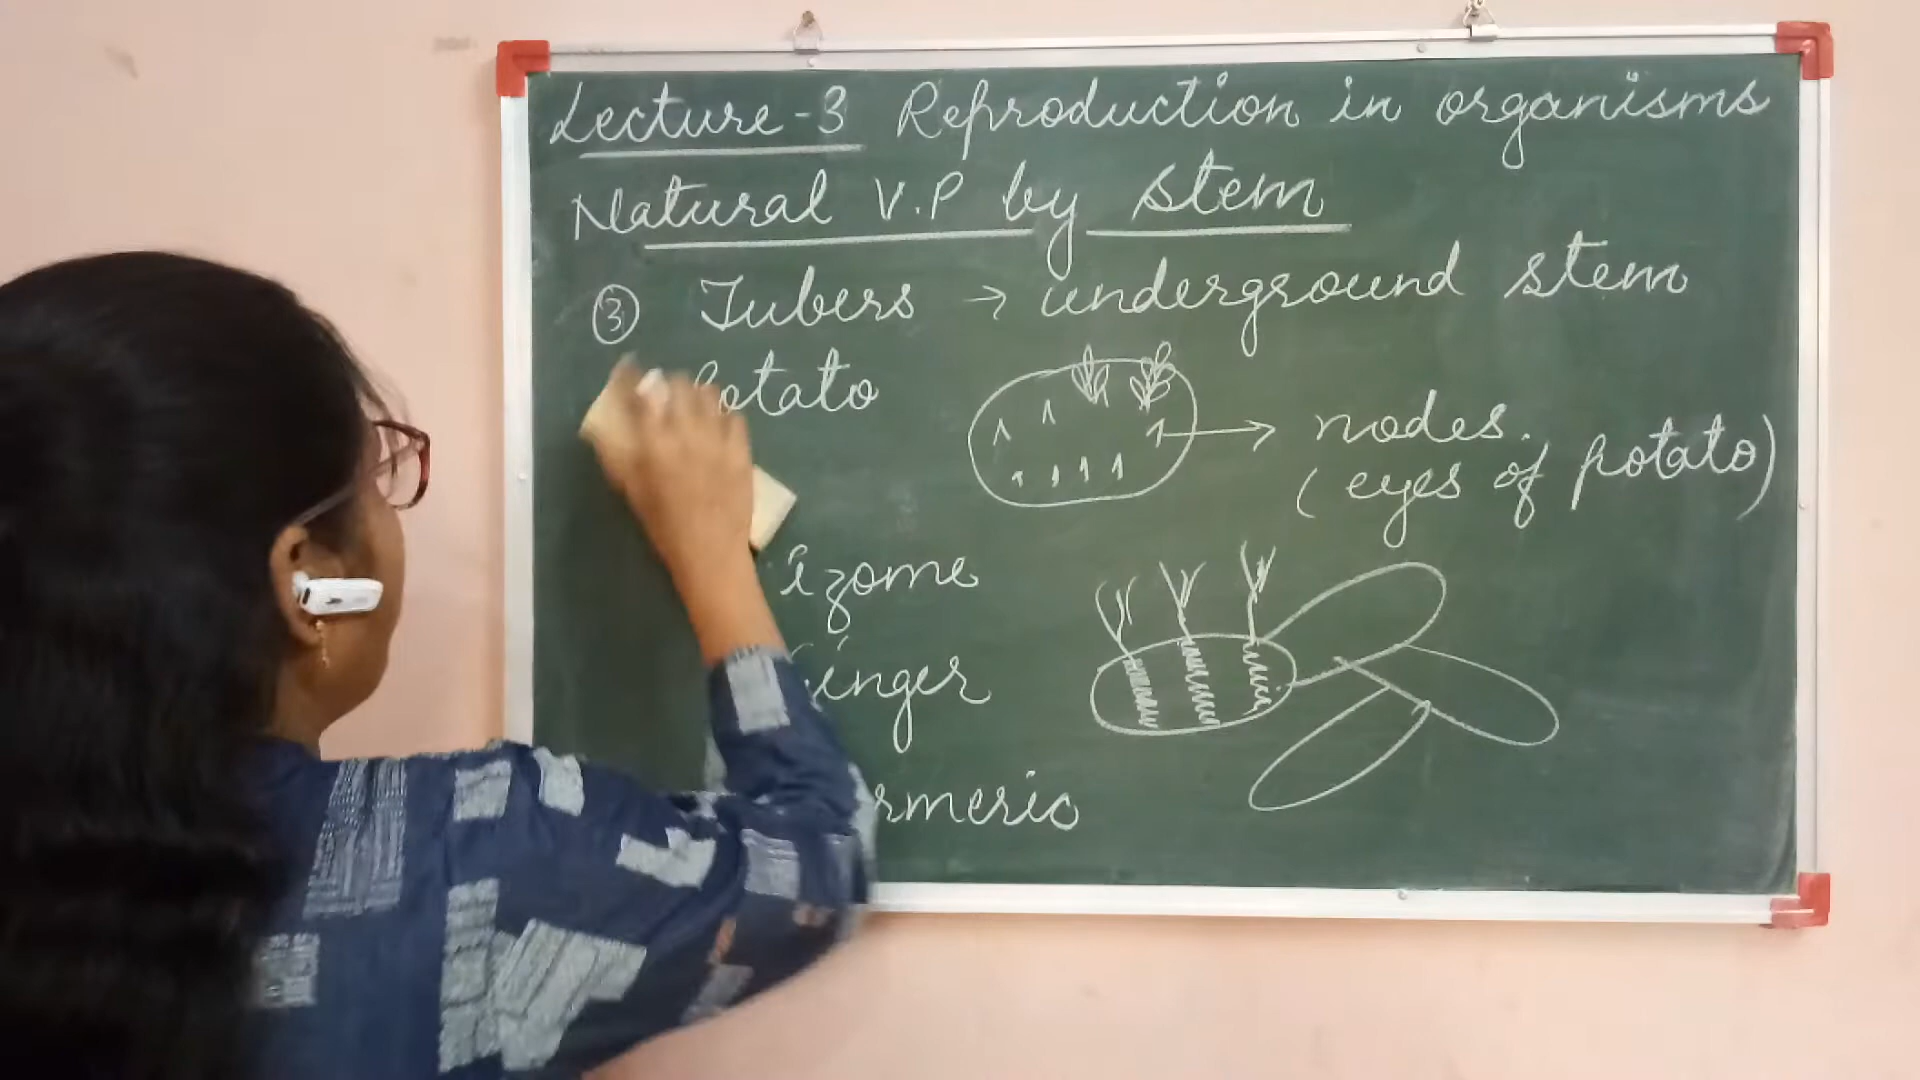 Lecture-3 Reproduction in organisms
Natural V.P by stem
③ Tubers → underground stem
Potato
nodes.
(eyes of potato)
izome
inger
rmeric